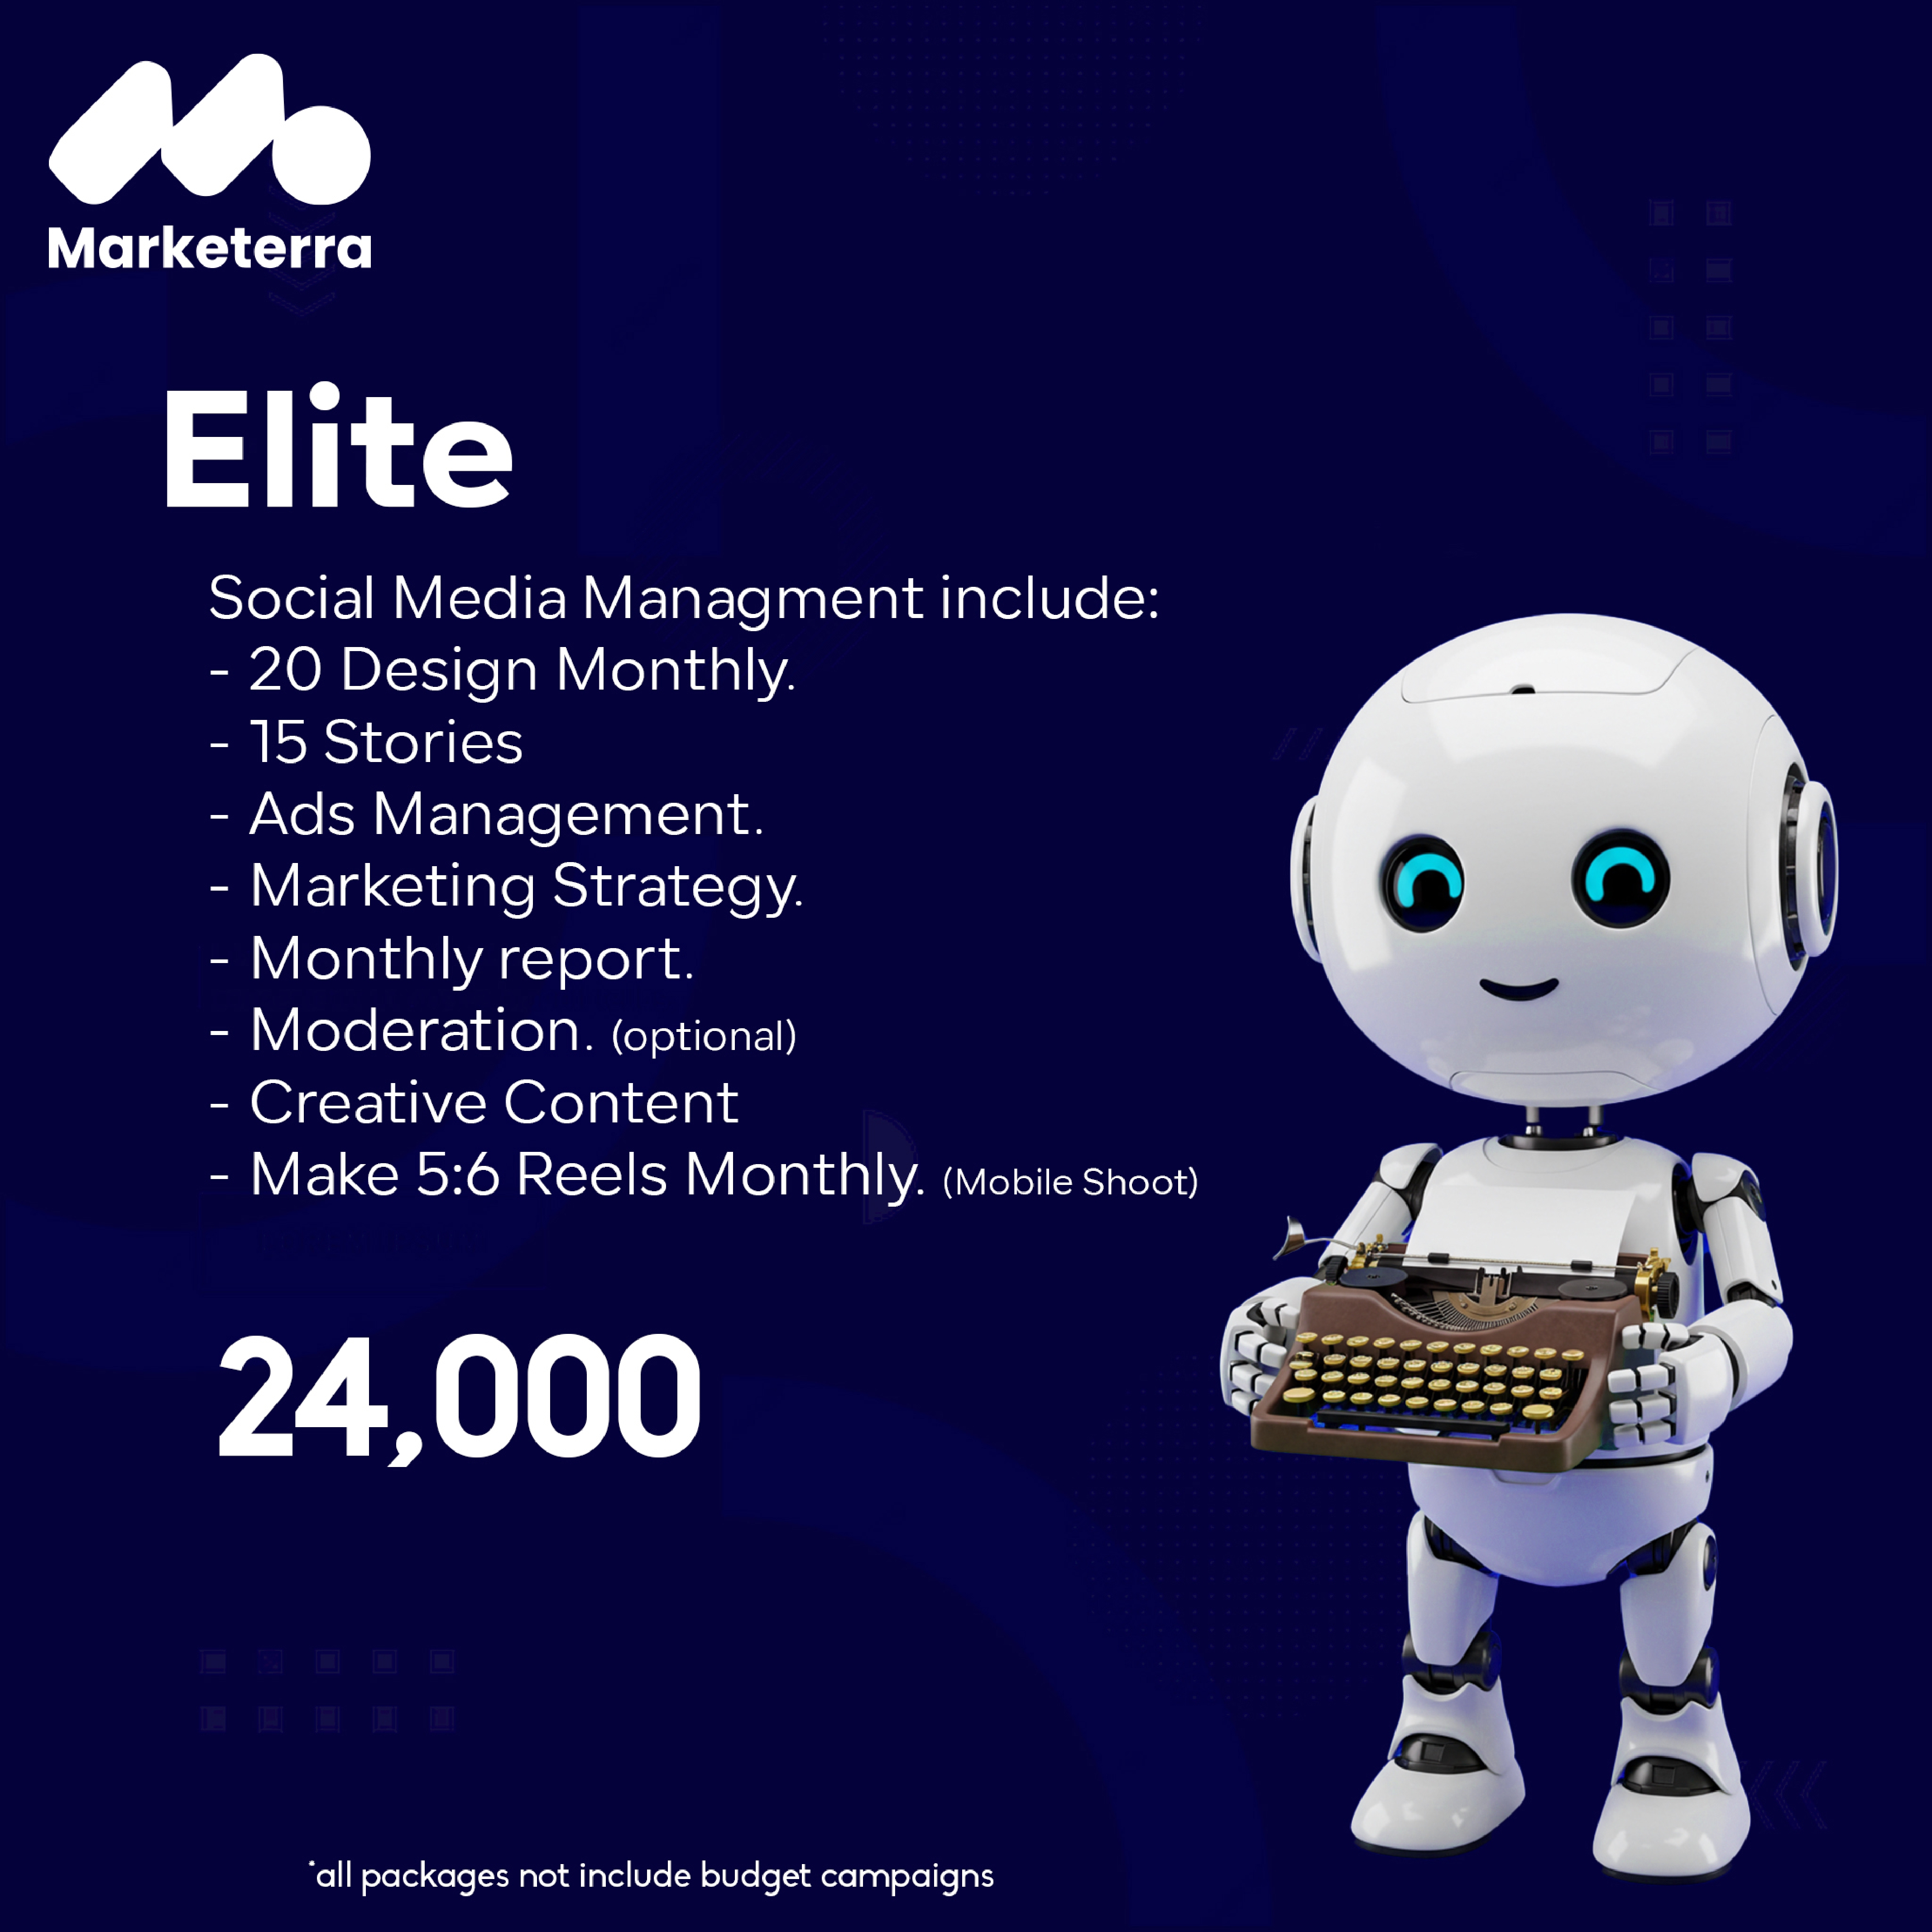 Marketerra
Elite
Social Media Managment include:
- 20 Design Monthly.
- 15 Stories
- Ads Management.
- Marketing Strategy.
- Monthly report.
- Moderation. (optional)
- Creative Content
- Make 5:6 Reels Monthly. (Mobile Shoot)
24,000
*all packages not include budget campaigns